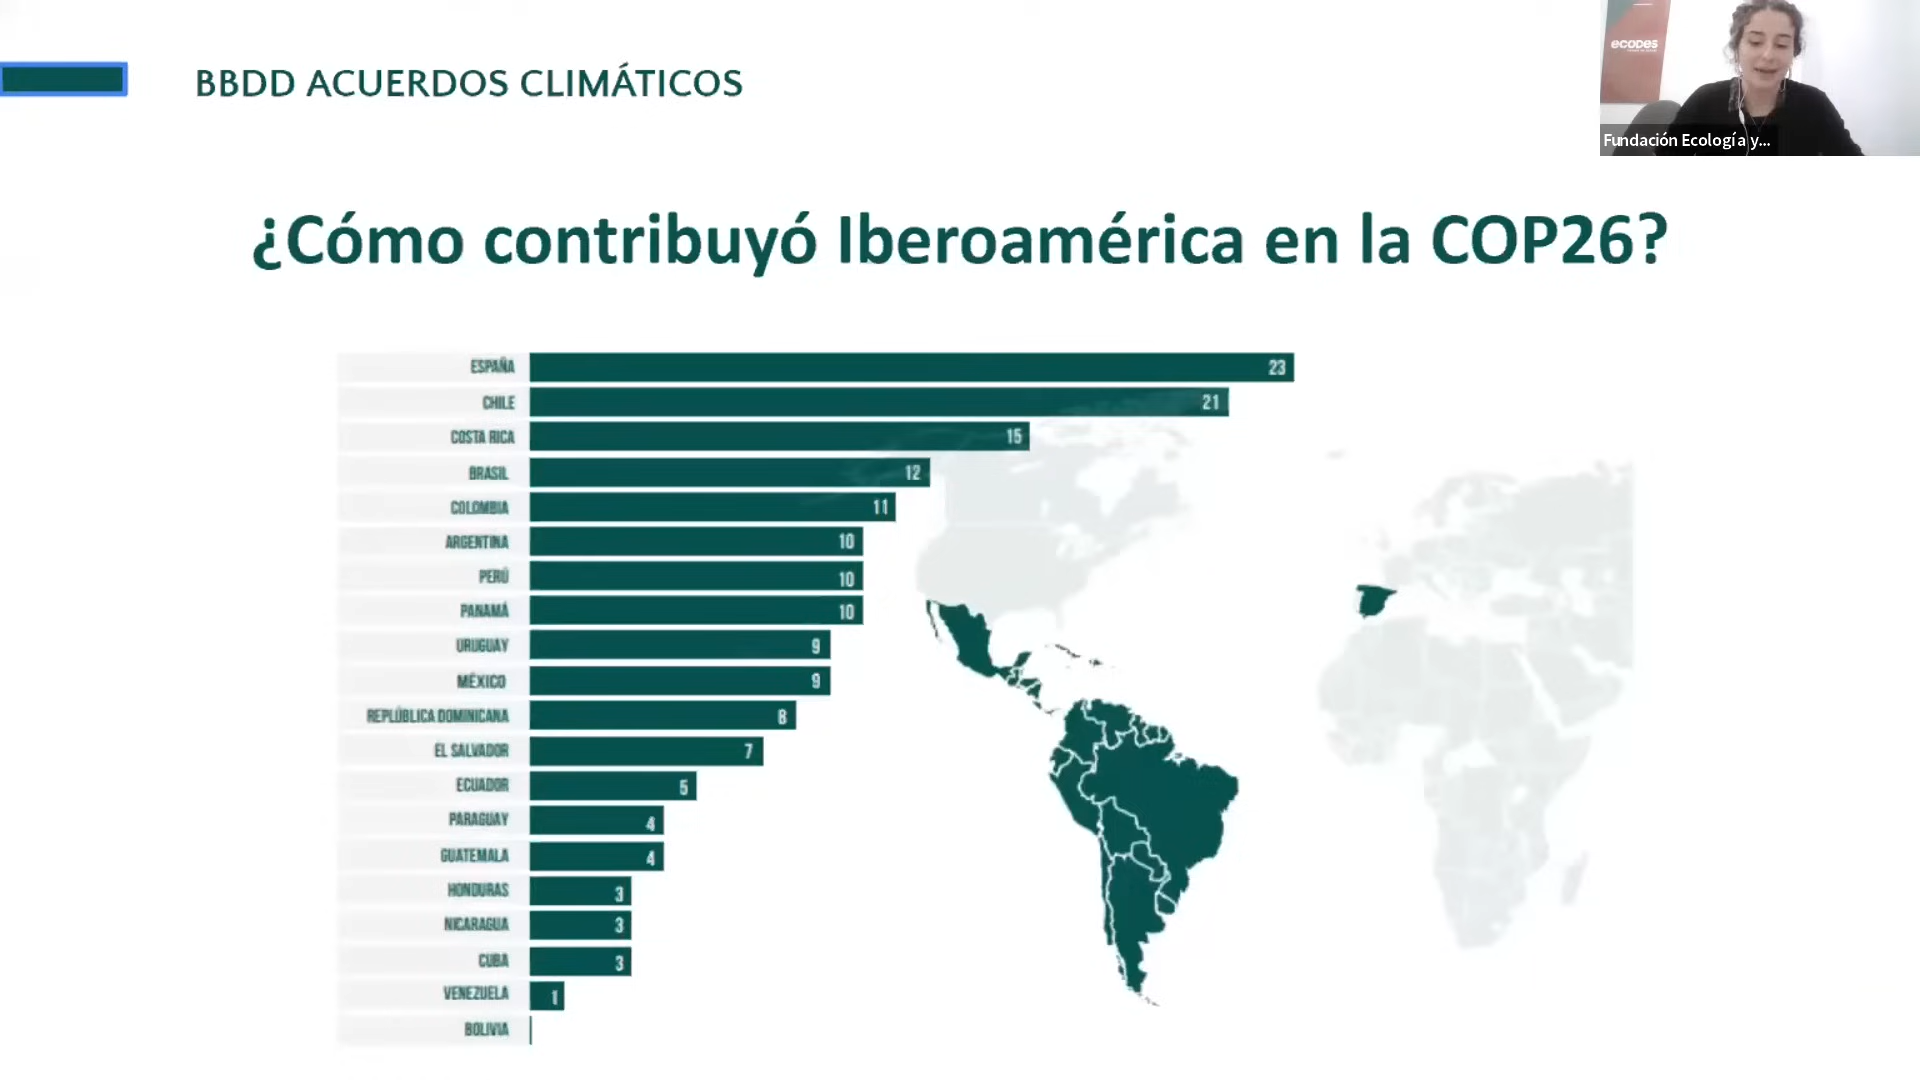 BBDD ACUERDOS CLIMÁTICOS
ecodes
Fundación Ecología y...
¿Cómo contribuyó Iberoamérica en la COP26?
ESPAÑA 23
CHILE 21
COSTA RICA 15
BRASIL 12
COLOMBIA 11
ARGENTINA 10
PERÚ 10
PANAMÁ 10
URUGUAY 9
MÉXICO 9
REPLÚBLICA DOMINICANA 8
EL SALVADOR 7
ECUADOR 5
PARAGUAY 4
GUATEMALA 4
HONDURAS 3
NICARAGUA 3
CUBA 3
VENEZUELA 1
BOLIVIA